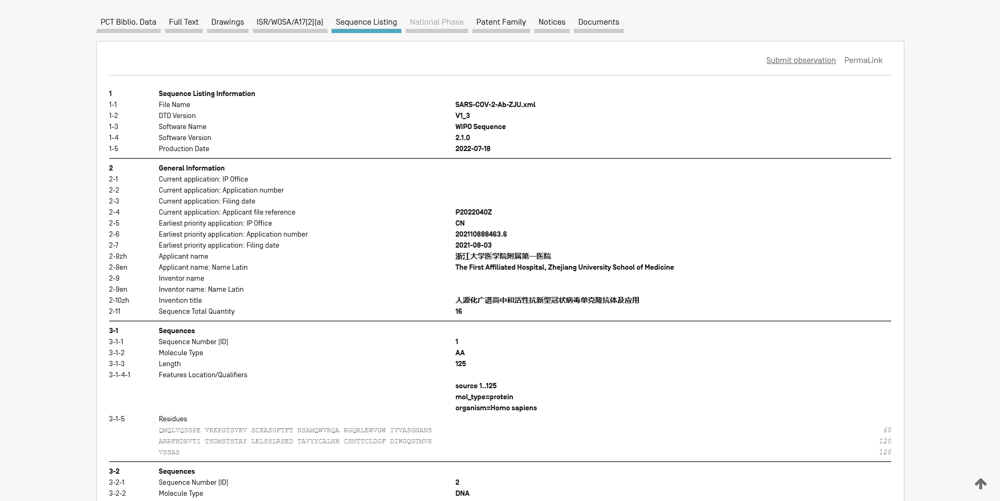 PCT Biblio. Data Full Text Drawings ISR/WOSA/A17[2][a] Sequence Listing National Phase Patent Family Notices Documents
Submit observation PermaLink
1 Sequence Listing Information
1-1 File Name SARS-COV-2-Ab-ZJU.xml
1-2 DTD Version V1_3
1-3 Software Name WIPO Sequence
1-4 Software Version 2.1.0
1-5 Production Date 2022-07-18
2 General Information
2-1 Current application: IP Office
2-2 Current application: Application number
2-3 Current application: Filing date
2-4 Current application: Applicant file reference P2022040Z
2-5 Earliest priority application: IP Office CN
2-6 Earliest priority application: Application number 202110888463.6
2-7 Earliest priority application: Filing date 2021-08-03
2-8zh Applicant name 浙江大学医学院附属第一医院
2-8en Applicant name: Name Latin The First Affiliated Hospital, Zhejiang University School of Medicine
2-9 Inventor name
2-9en Inventor name: Name Latin
2-10zh Invention title 人源化广谱高中和活性抗新型冠状病毒单克隆抗体及应用
2-11 Sequence Total Quantity 16
3-1 Sequences
3-1-1 Sequence Number [ID] 1
3-1-2 Molecule Type AA
3-1-3 Length 125
3-1-4-1 Features Location/Qualifiers
source 1..125
mol_type=protein
organism=Homo sapiens
3-1-5 Residues
QMQLVQSGPE VKKPGTSVKV SCKASGFTFT NSAMQWVRQA RGQRLEWVGW IVVASGNANS 60
ARRFHDRVTI TSDMSTSTAY LELSSLRSED TAVYYCALNH CSNTTCLDGF DIWGQGTMVS 120
VSSAS 125
3-2 Sequences
3-2-1 Sequence Number [ID] 2
3-2-2 Molecule Type DNA